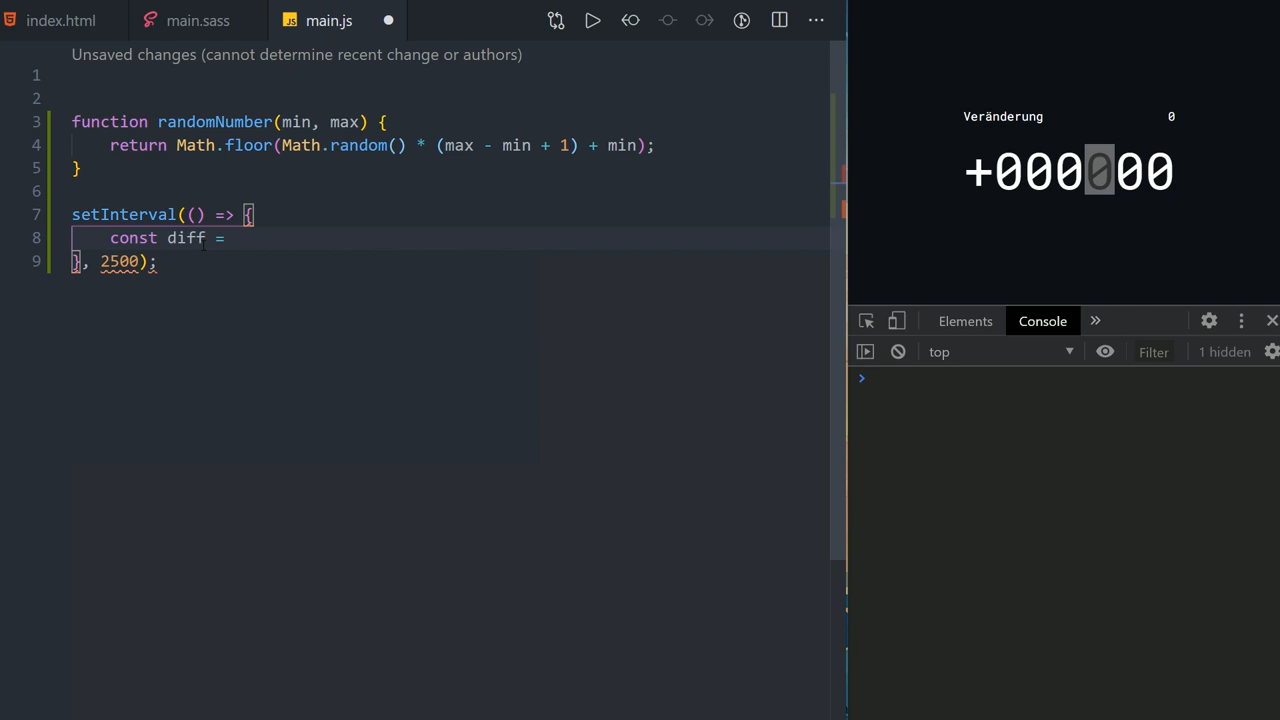 index.html
main.sass
JS main.js
Unsaved changes (cannot determine recent change or authors)
1
2
3 function randomNumber(min, max) {
4 return Math.floor(Math.random() * (max - min + 1) + min);
5 }
6
7 setInterval(() => {
8 const diff =
9 }, 2500);
Veränderung 0
+000000
Elements Console »
top Filter 1 hidden